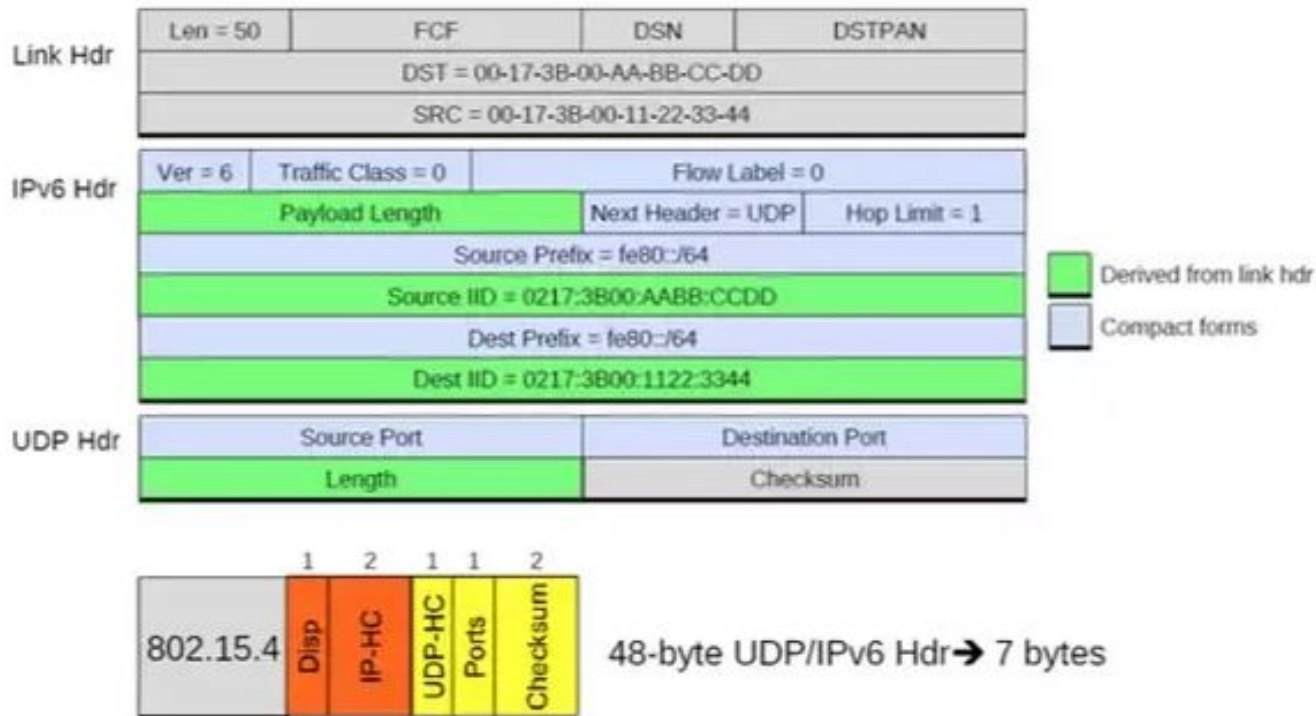 Link Hdr
Len = 50 FCF DSN DSTPAN
DST = 00-17-3B-00-AA-BB-CC-DD
SRC = 00-17-3B-00-11-22-33-44
IPv6 Hdr
Ver = 6 Traffic Class = 0 Flow Label = 0
Payload Length Next Header = UDP Hop Limit = 1
Source Prefix = fe80::/64
Source IID = 0217:3B00:AABB:CCDD
Dest Prefix = fe80::/64
Dest IID = 0217:3B00:1122:3344
Derived from link hdr
Compact forms
UDP Hdr
Source Port Destination Port
Length Checksum
1 2 1 1 2
802.15.4 Disp IP-HC UDP-HC Ports Checksum
48-byte UDP/IPv6 Hdr➔ 7 bytes